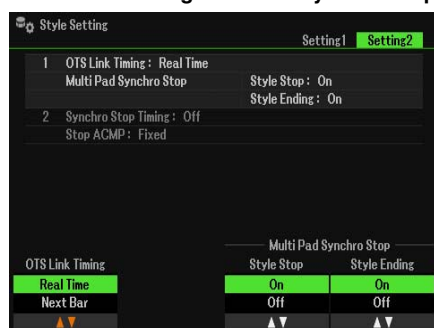 Style Setting
Setting1 Setting2
1 OTS Link Timing : Real Time
Multi Pad Synchro Stop Style Stop : On
Style Ending : On
2 Synchro Stop Timing : Off
Stop ACMP : Fixed
Multi Pad Synchro Stop
OTS Link Timing Style Stop Style Ending
Real Time On On
Next Bar Off Off